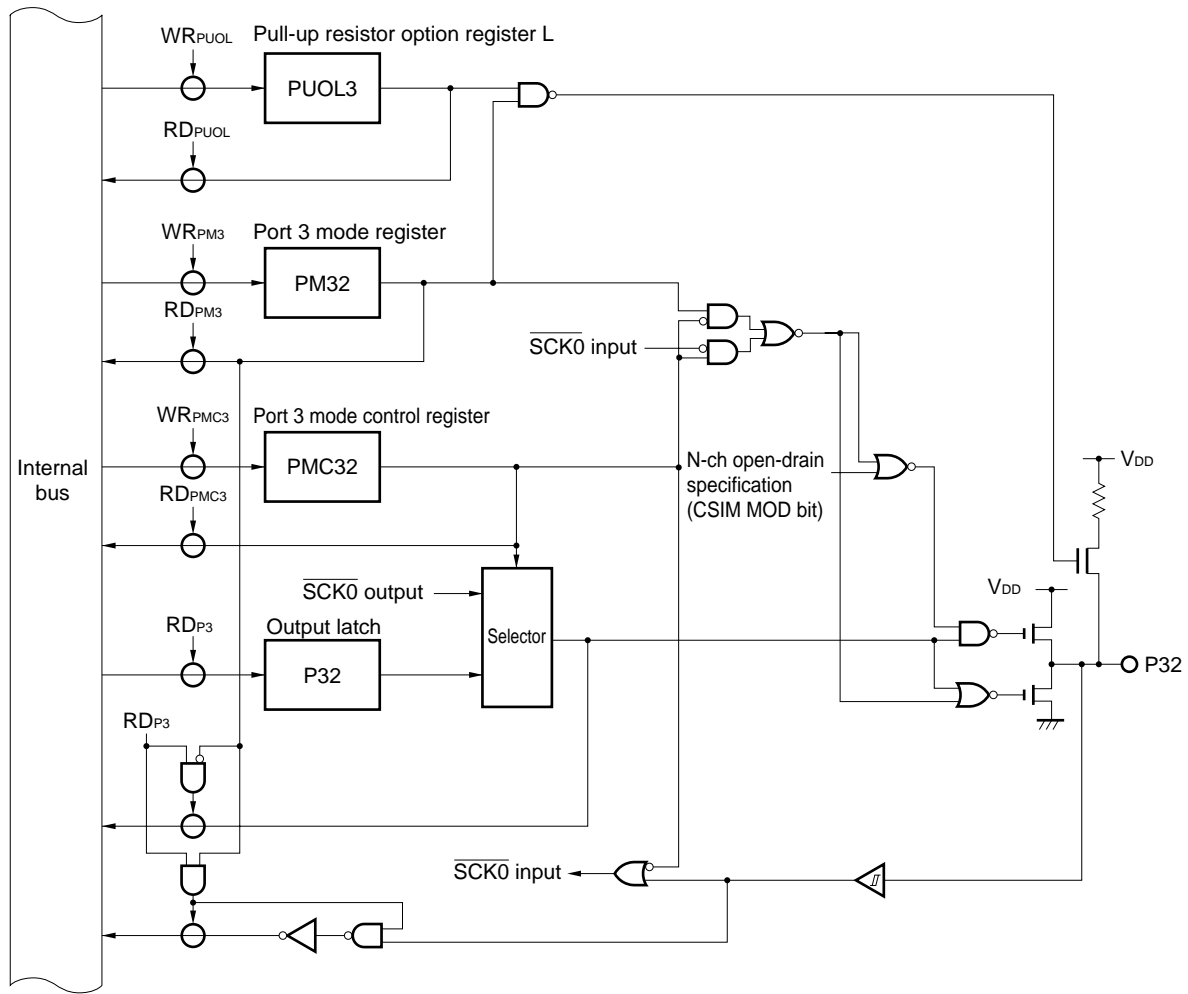 WRPUOL
Pull-up resistor option register L
PUOL3
RDPUOL
WRPM3
Port 3 mode register
PM32
RDPM3
SCK0 input
WRPMC3
Port 3 mode control register
PMC32
RDPMC3
Internal
bus
N-ch open-drain
specification
(CSIM MOD bit)
VDD
SCK0 output
VDD
Selector
RDP3
Output latch
P32
P32
RDP3
SCK0 input